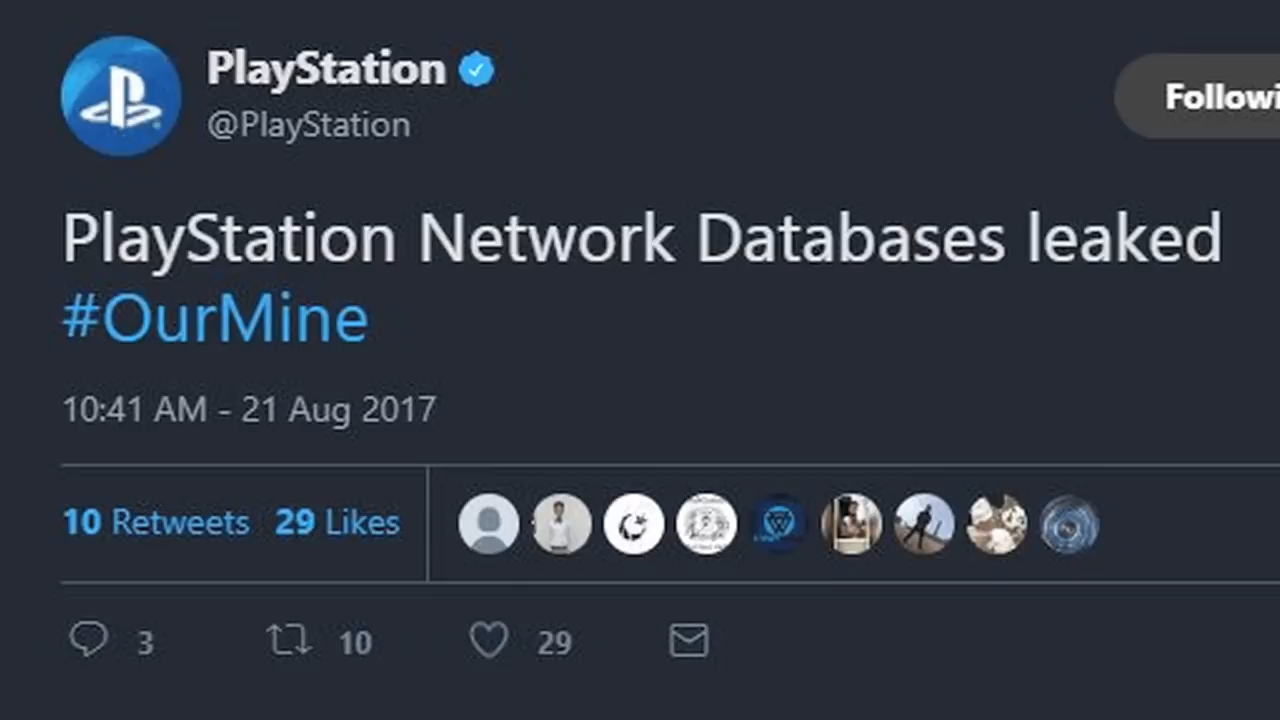 PlayStation
@PlayStation
Followi
PlayStation Network Databases leaked
#OurMine
10:41 AM - 21 Aug 2017
10 Retweets 29 Likes
3 10 29